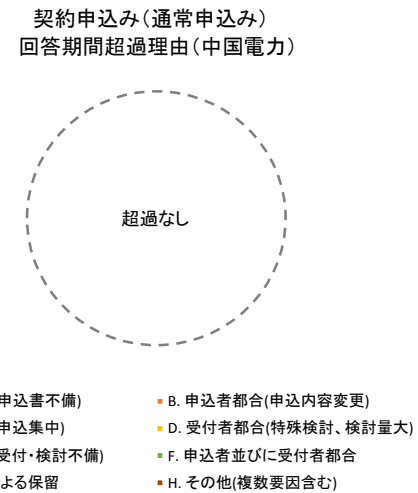 契約申込み(通常申込み)
回答期間超過理由(中国電力)
超過なし
申込書不備)
B. 申込者都合(申込内容変更)
申込集中)
D. 受付者都合(特殊検討、検討量大)
受付・検討不備)
F. 申込者並びに受付者都合
よる保留
H. その他(複数要因含む)